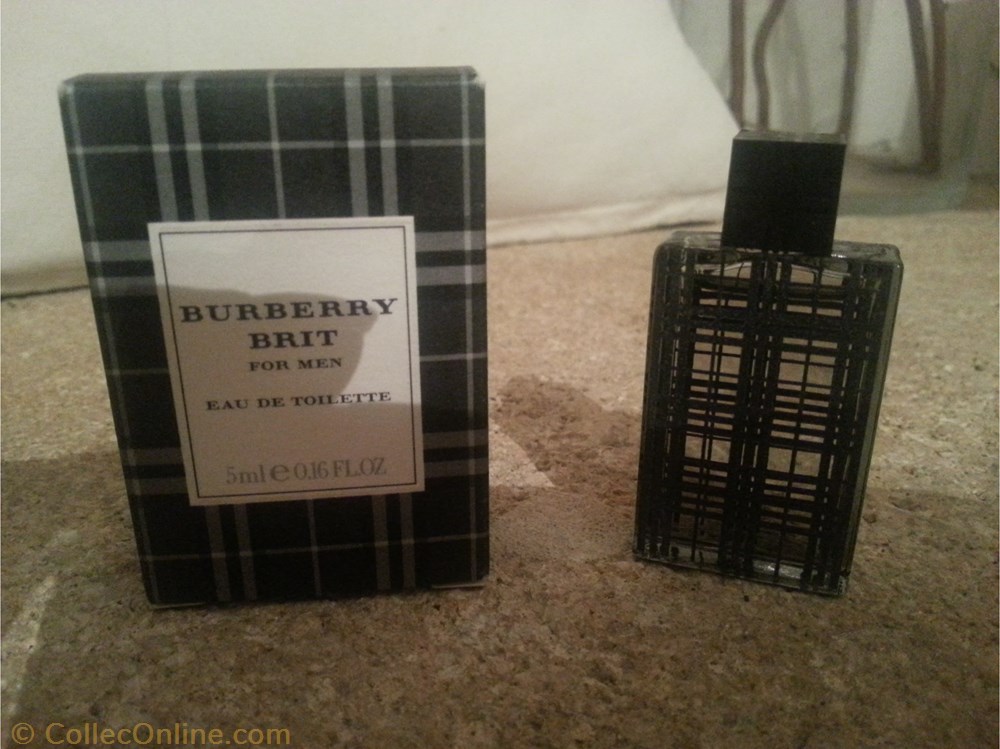 BURBERRY
BRIT
FOR MEN
EAU DE TOILETTE
5ml e 0.16 FL.OZ
© CollecOnline.com